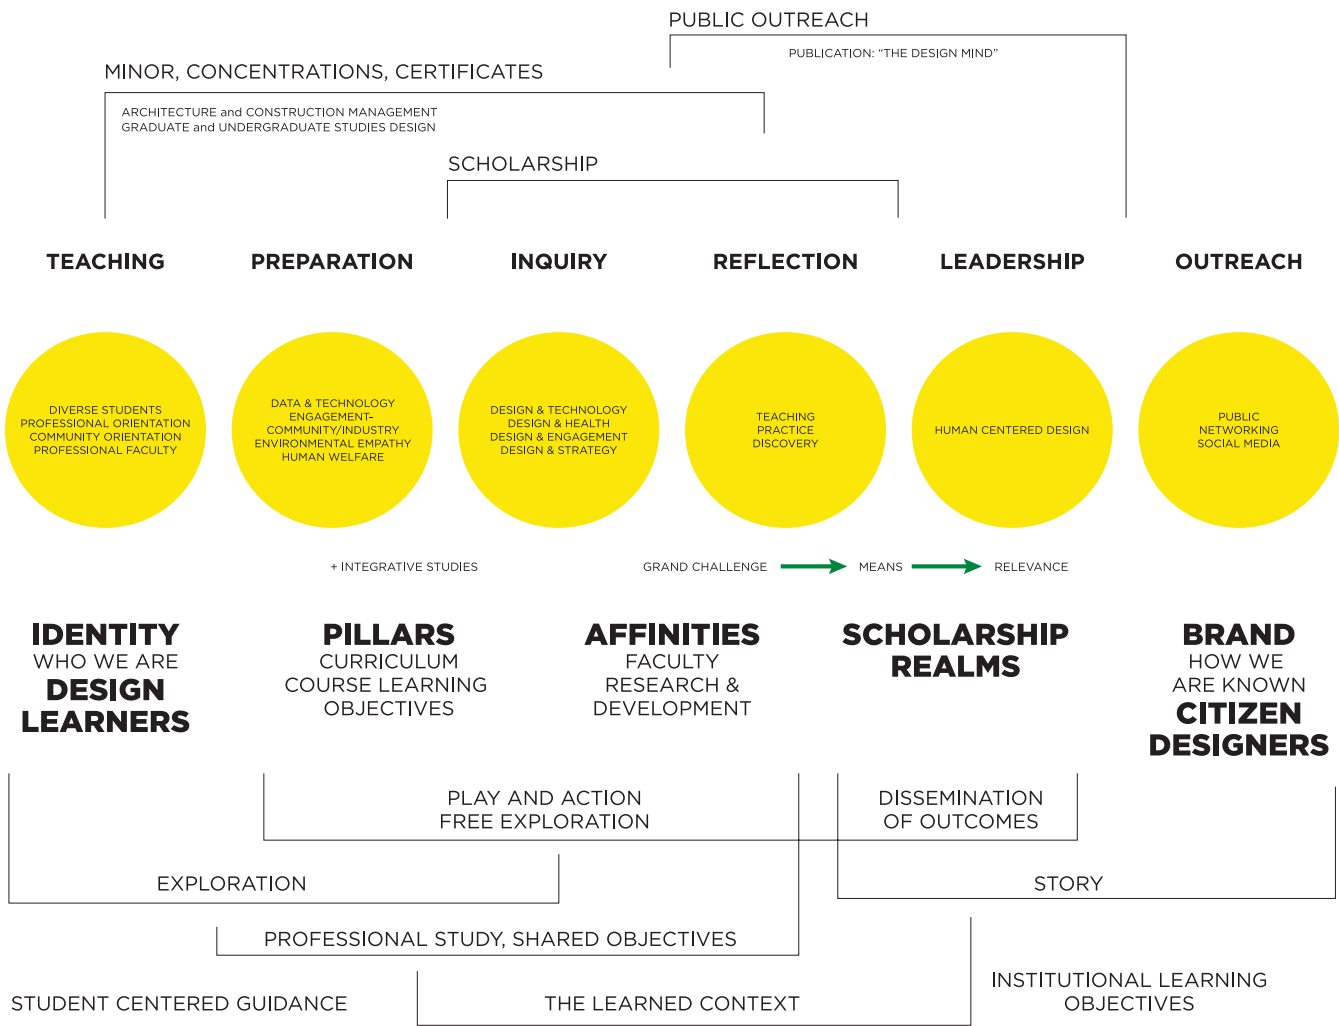 PUBLIC OUTREACH
PUBLICATION: “THE DESIGN MIND”
MINOR, CONCENTRATIONS, CERTIFICATES
ARCHITECTURE and CONSTRUCTION MANAGEMENT
GRADUATE and UNDERGRADUATE STUDIES DESIGN
SCHOLARSHIP
TEACHING
PREPARATION
INQUIRY
REFLECTION
LEADERSHIP
OUTREACH
DIVERSE STUDENTS
PROFESSIONAL ORIENTATION
COMMUNITY ORIENTATION
PROFESSIONAL FACULTY
DATA & TECHNOLOGY
ENGAGEMENT–
COMMUNITY/INDUSTRY
ENVIRONMENTAL EMPATHY
HUMAN WELFARE
DESIGN & TECHNOLOGY
DESIGN & HEALTH
DESIGN & ENGAGEMENT
DESIGN & STRATEGY
TEACHING
PRACTICE
DISCOVERY
HUMAN CENTERED DESIGN
PUBLIC
NETWORKING
SOCIAL MEDIA
+ INTEGRATIVE STUDIES
GRAND CHALLENGE
MEANS
RELEVANCE
IDENTITY
WHO WE ARE
DESIGN
LEARNERS
PILLARS
CURRICULUM
COURSE LEARNING
OBJECTIVES
AFFINITIES
FACULTY
RESEARCH &
DEVELOPMENT
SCHOLARSHIP
REALMS
BRAND
HOW WE
ARE KNOWN
CITIZEN
DESIGNERS
PLAY AND ACTION
FREE EXPLORATION
DISSEMINATION
OF OUTCOMES
EXPLORATION
STORY
PROFESSIONAL STUDY, SHARED OBJECTIVES
STUDENT CENTERED GUIDANCE
THE LEARNED CONTEXT
INSTITUTIONAL LEARNING
OBJECTIVES